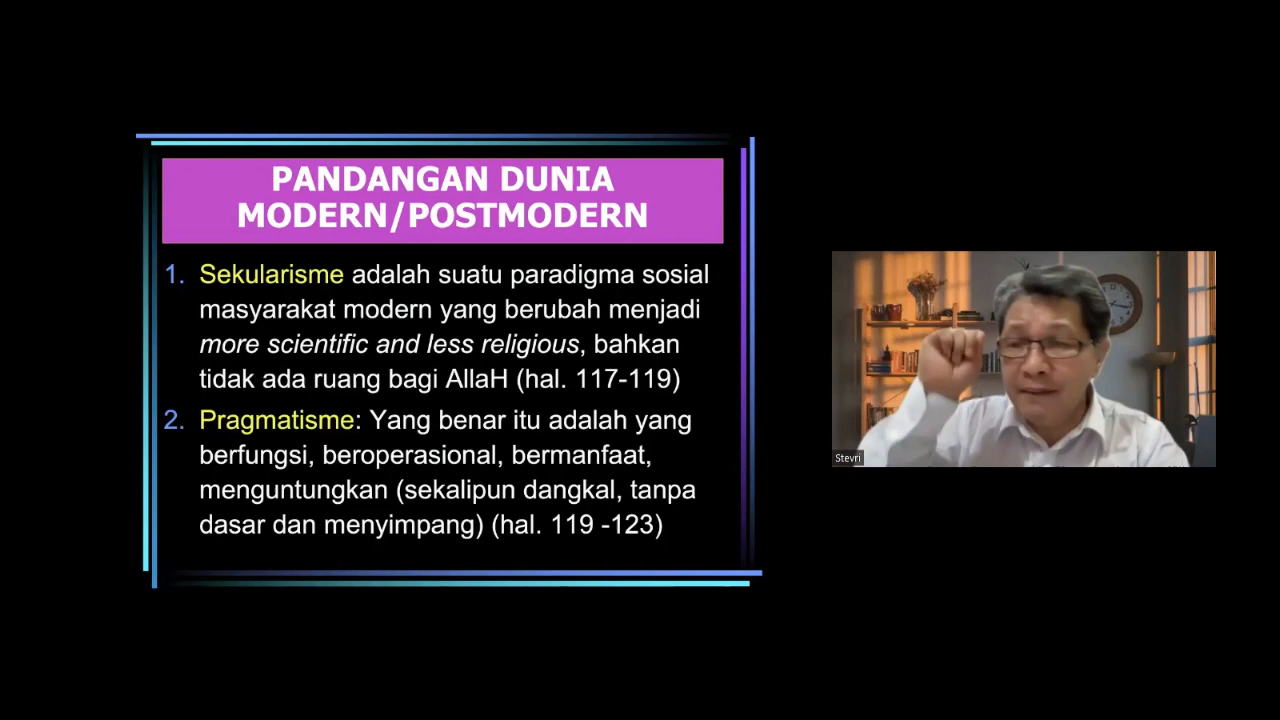 PANDANGAN DUNIA
MODERN/POSTMODERN
1. Sekularisme adalah suatu paradigma sosial
masyarakat modern yang berubah menjadi
more scientific and less religious, bahkan
tidak ada ruang bagi AllaH (hal. 117-119)
2. Pragmatisme: Yang benar itu adalah yang
berfungsi, beroperasional, bermanfaat,
menguntungkan (sekalipun dangkal, tanpa
dasar dan menyimpang) (hal. 119 -123)
Stevri